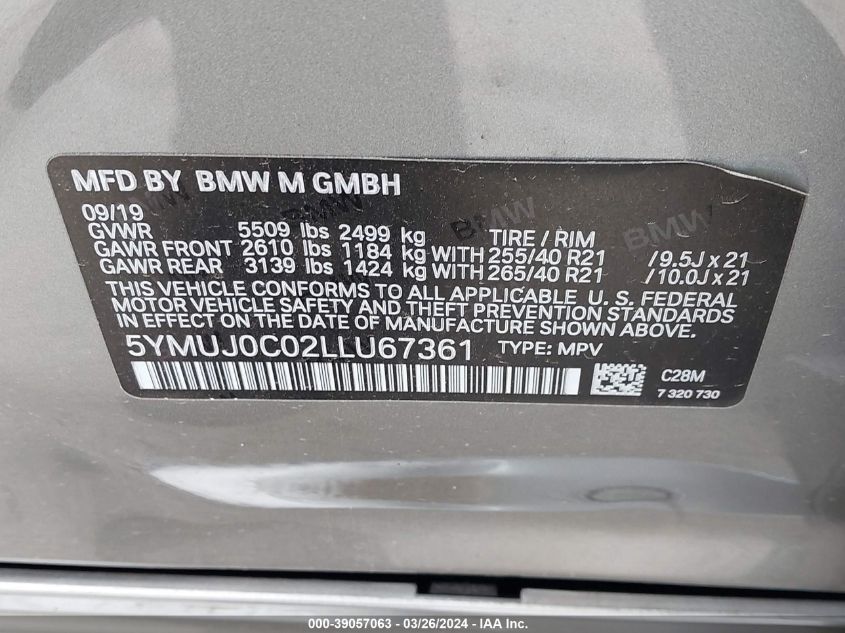 MFD BY BMW M GMBH
09/19
GVWR 5509 lbs 2499 kg TIRE / RIM
GAWR FRONT 2610 lbs 1184 kg WITH 255/40 R21 /9.5J x 21
GAWR REAR 3139 lbs 1424 kg WITH 265/40 R21 /10.0J x 21
THIS VEHICLE CONFORMS TO ALL APPLICABLE U. S. FEDERAL
MOTOR VEHICLE SAFETY AND THEFT PREVENTION STANDARDS
IN EFFECT ON THE DATE OF MANUFACTURE SHOWN ABOVE.
5YMUJ0C02LLU67361 TYPE: MPV
C28M
7 320 730
000-39057063 - 03/26/2024 - IAA Inc.